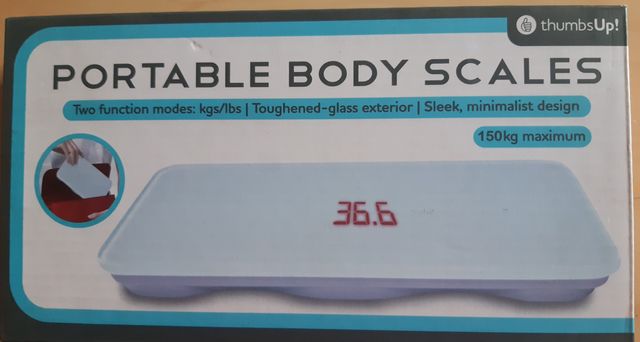 thumbsUp!
PORTABLE BODY SCALES
Two function modes: kgs/lbs | Toughened-glass exterior | Sleek, minimalist design
150kg maximum
36.6